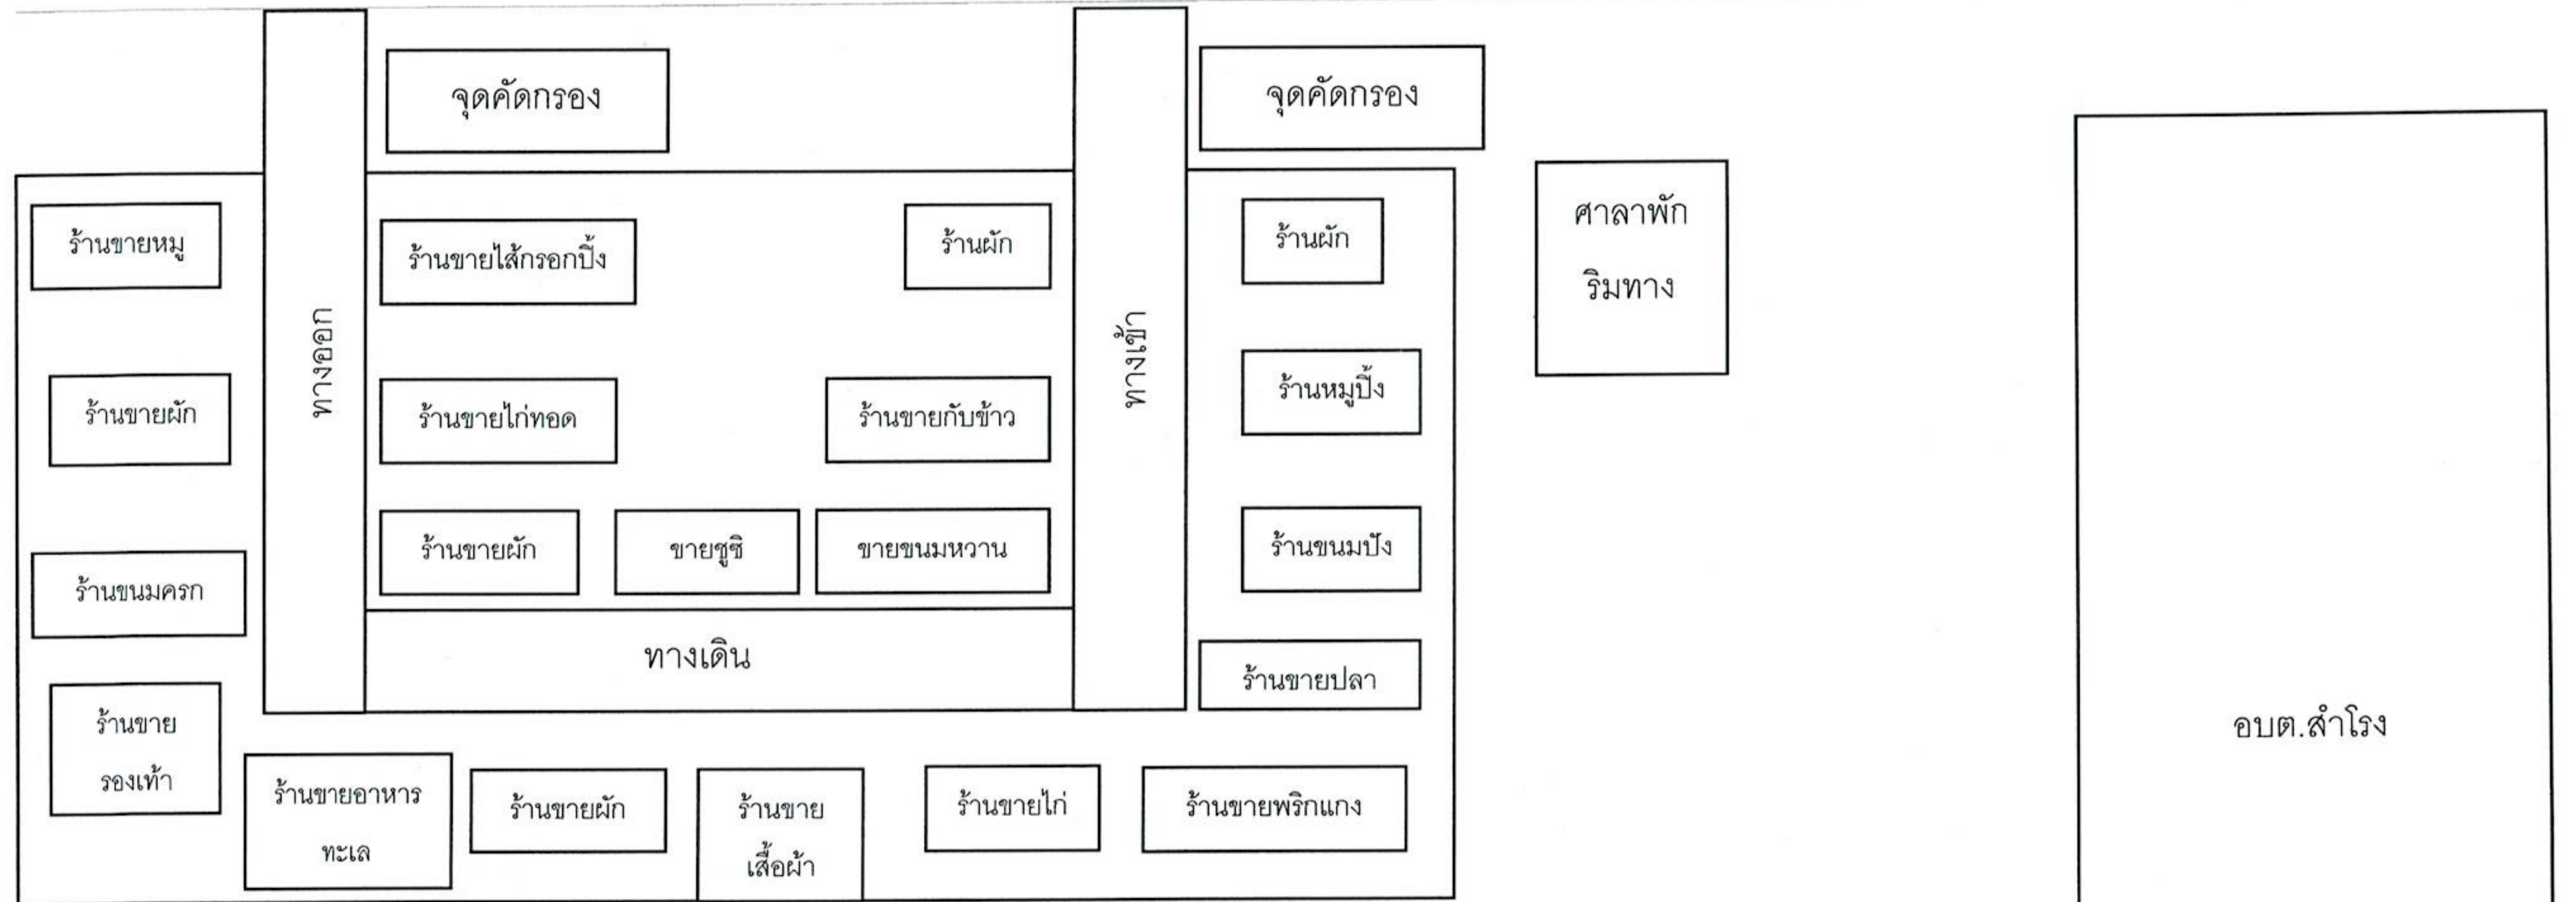 จุดคัดกรอง
จุดคัดกรอง
ศาลาพัก
ริมทาง
ร้านขายหมู
ร้านขายไส้กรอกปิ้ง
ร้านผัก
ร้านผัก
ทางออก
ทางเข้า
ร้านขายผัก
ร้านขายไก่ทอด
ร้านขายกับข้าว
ร้านหมูปิ้ง
ร้านขายผัก
ขายซูซิ
ขายขนมหวาน
ร้านขนมปัง
ร้านขนมครก
ทางเดิน
ร้านขายปลา
ร้านขาย
รองเท้า
อบต.สำโรง
ร้านขายอาหาร
ทะเล
ร้านขายผัก
ร้านขาย
เสื้อผ้า
ร้านขายไก่
ร้านขายพริกแกง